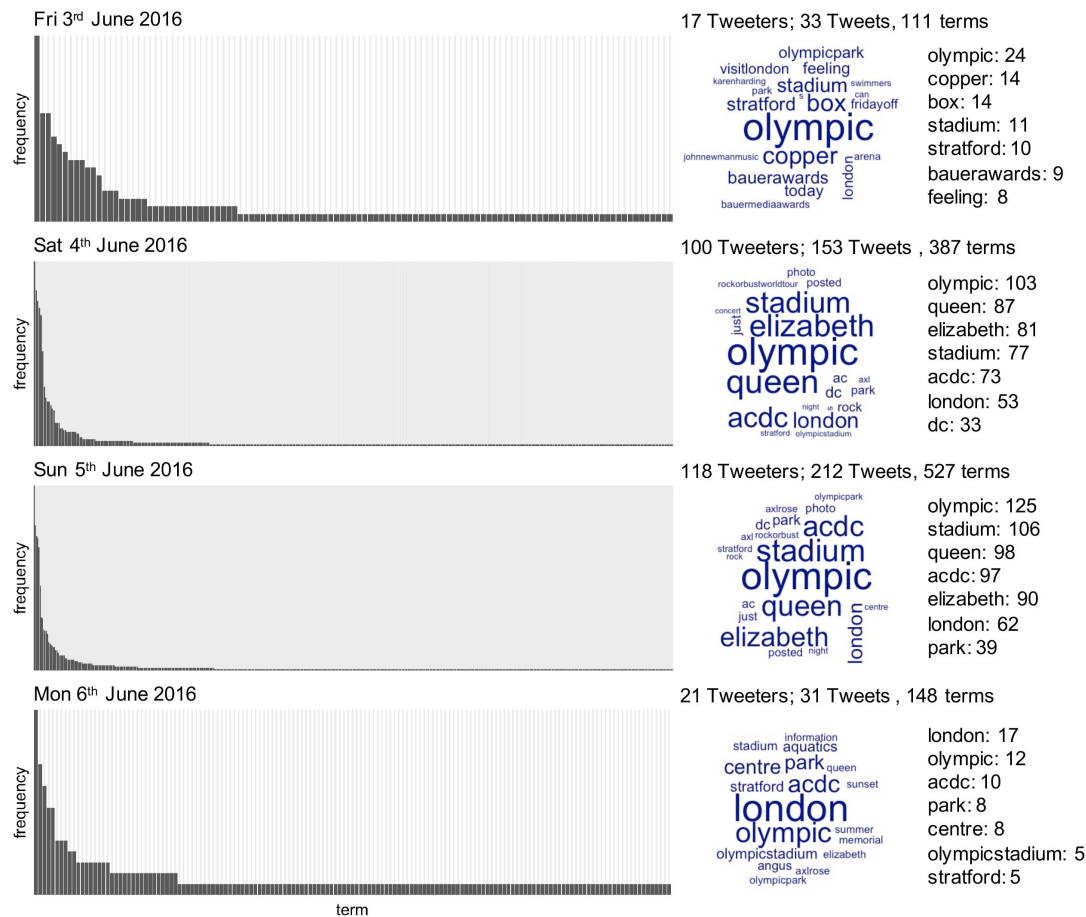 Fri 3rd June 2016
17 Tweeters; 33 Tweets, 111 terms
frequency
olympicpark
visitlondon feeling
karenharding
stadium swimmers
park
s
can
stratford box fridayoff
olympic
johnnewmanmusic copper london arena
bauerawards
today
bauermediaawards
olympic: 24
copper: 14
box: 14
stadium: 11
stratford: 10
bauerawards: 9
feeling: 8
Sat 4th June 2016
100 Tweeters; 153 Tweets , 387 terms
frequency
photo
rockorbustworldtour posted
stadium
concert
just elizabeth
olympic
queen ac axl
dc park
night s rock
acdc london
stratford olympicstadium
olympic: 103
queen: 87
elizabeth: 81
stadium: 77
acdc: 73
london: 53
dc: 33
Sun 5th June 2016
118 Tweeters; 212 Tweets, 527 terms
frequency
olympicpark
axlrose photo
dc park acdc
axl rockorbust
stratford stadium
rock
olympic
ac queen london centre
just
elizabeth
posted night
olympic: 125
stadium: 106
queen: 98
acdc: 97
elizabeth: 90
london: 62
park: 39
Mon 6th June 2016
21 Tweeters; 31 Tweets , 148 terms
frequency
information
stadium aquatics
centre park queen
stratford acdc sunset
london
olympic summer
memorial
olympicstadium elizabeth
angus axlrose
olympicpark
london: 17
olympic: 12
acdc: 10
park: 8
centre: 8
olympicstadium: 5
stratford: 5
term